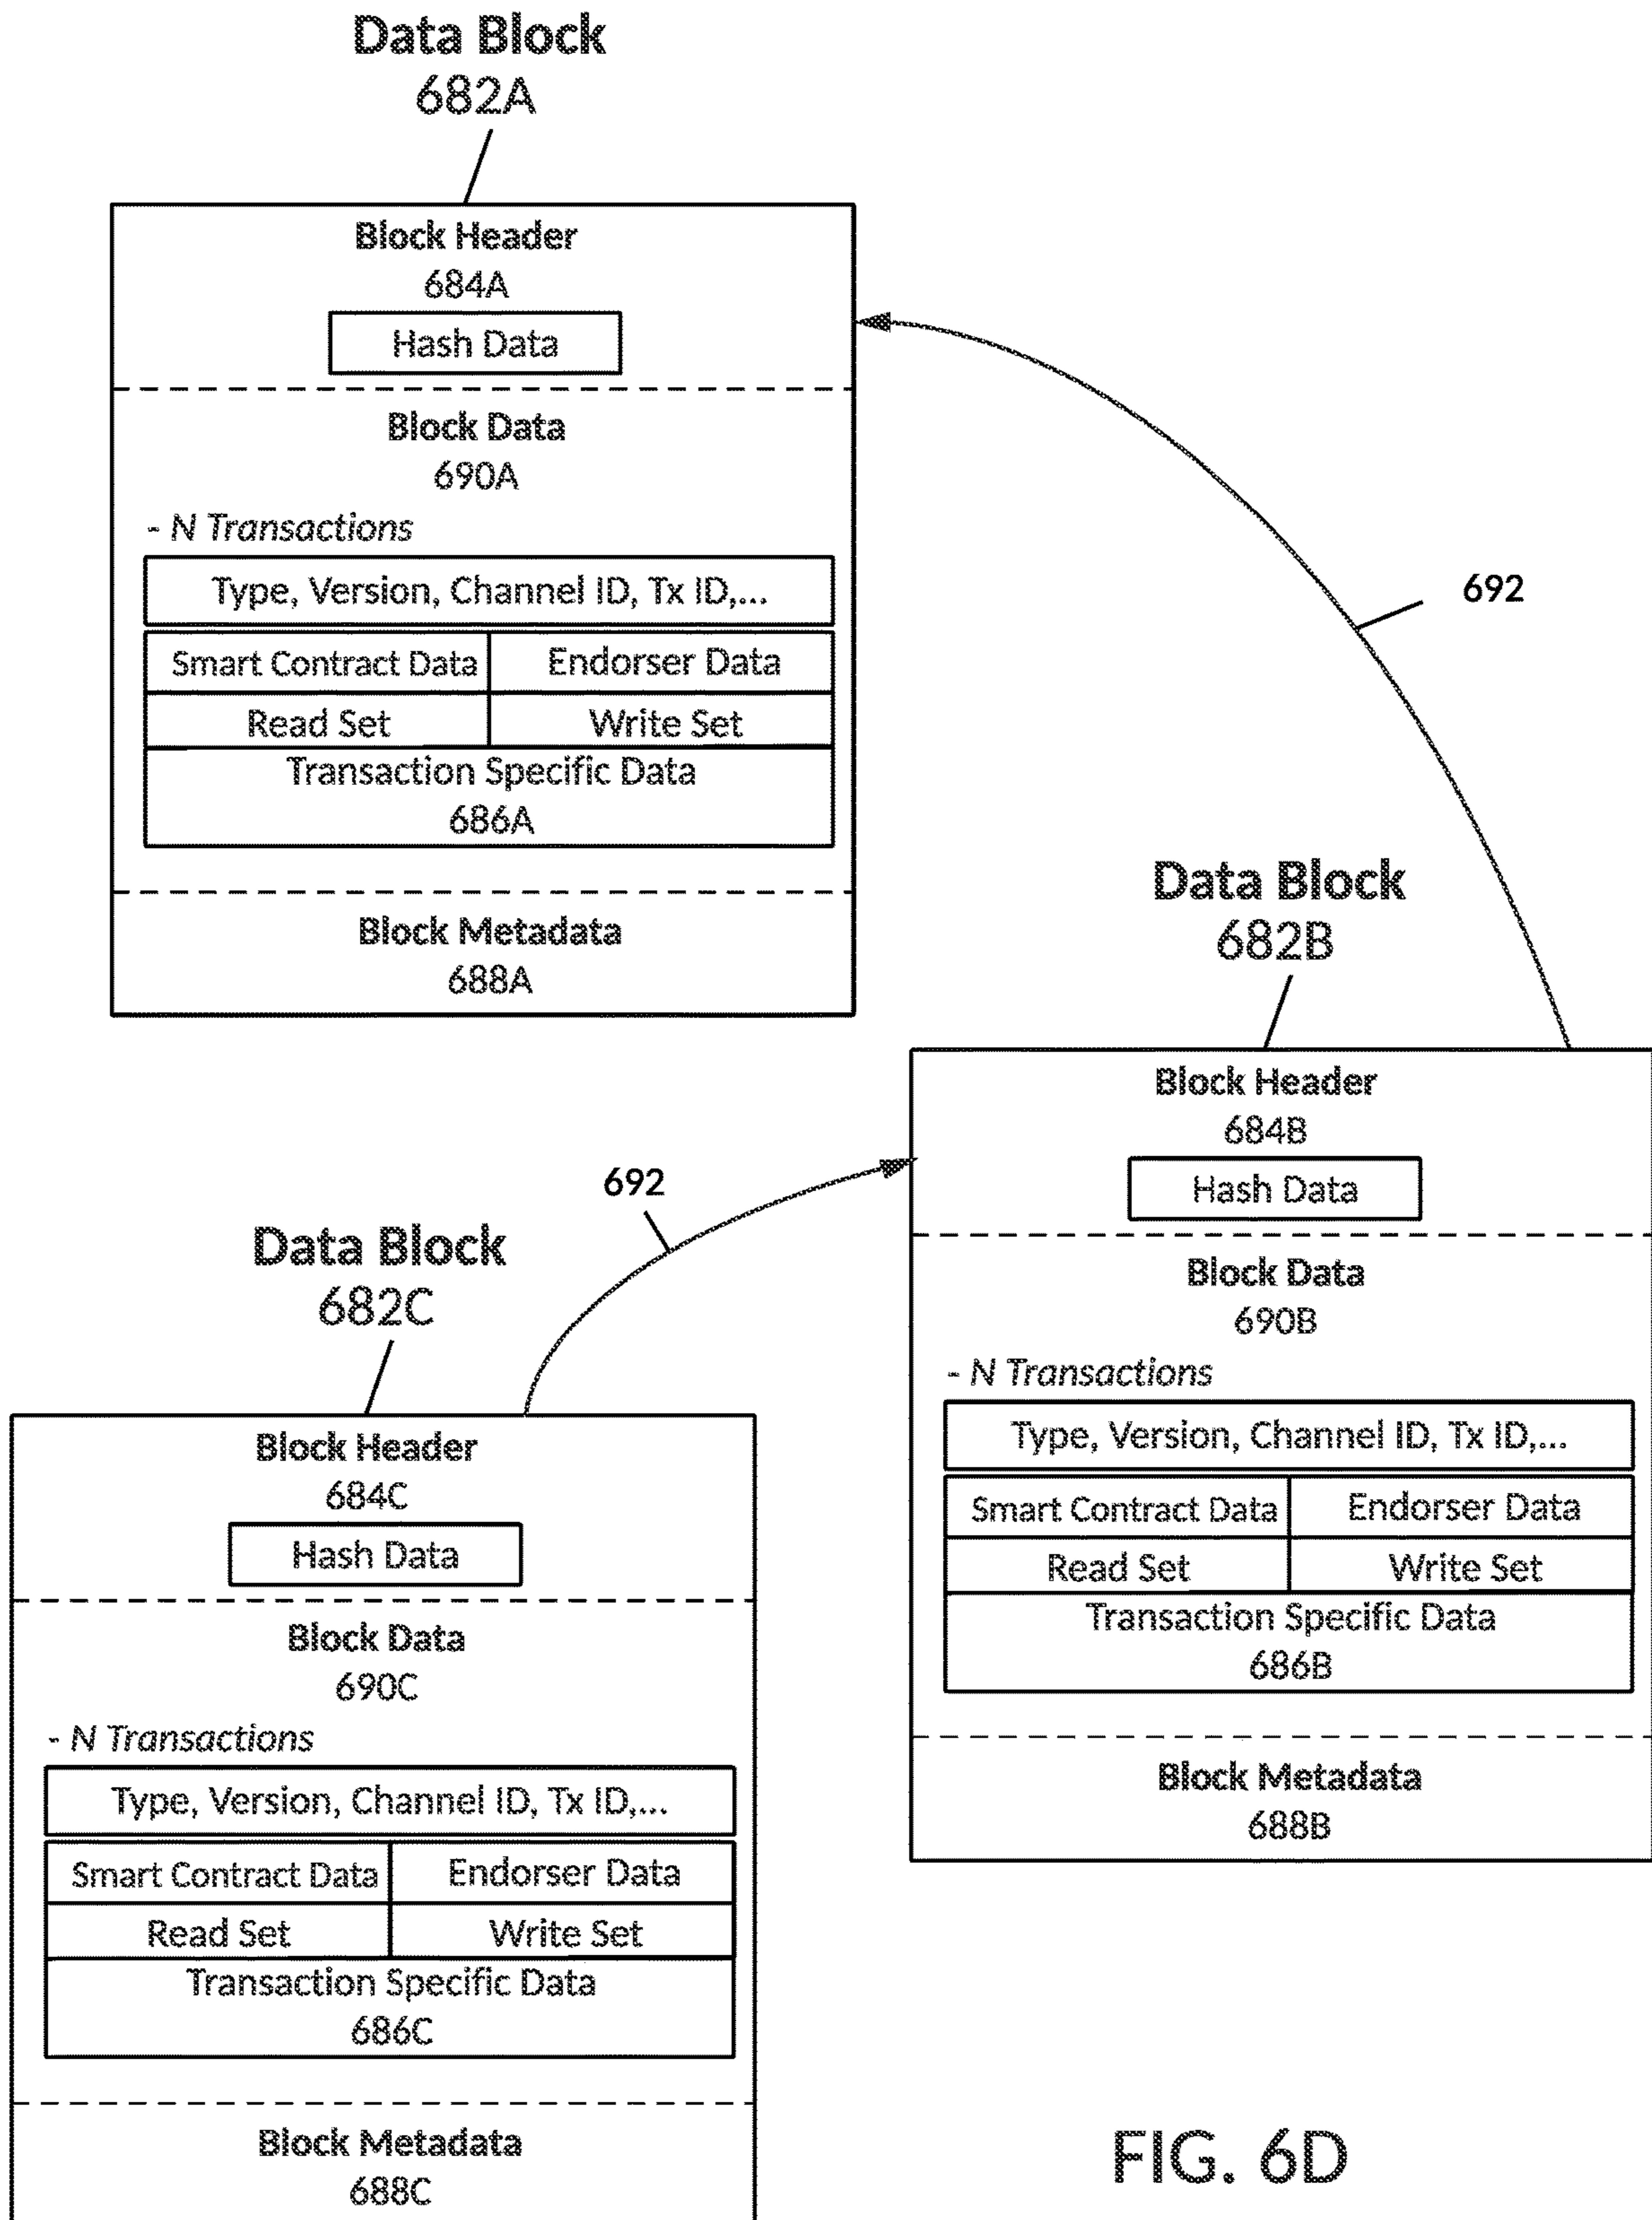 Data Block
682A
Block Header
684A
Hash Data
Block Data
690A
- N Transactions
Type, Version, Channel ID, Tx ID,...
Smart Contract Data
Endorser Data
Read Set
Write Set
Transaction Specific Data
686A
Block Metadata
688A
692
Data Block
682B
Block Header
684B
Hash Data
Block Data
690B
- N Transactions
Type, Version, Channel ID, Tx ID,...
Smart Contract Data
Endorser Data
Read Set
Write Set
Transaction Specific Data
686B
Block Metadata
688B
692
Data Block
682C
Block Header
684C
Hash Data
Block Data
690C
- N Transactions
Type, Version, Channel ID, Tx ID,...
Smart Contract Data
Endorser Data
Read Set
Write Set
Transaction Specific Data
686C
Block Metadata
688C
FIG. 6D